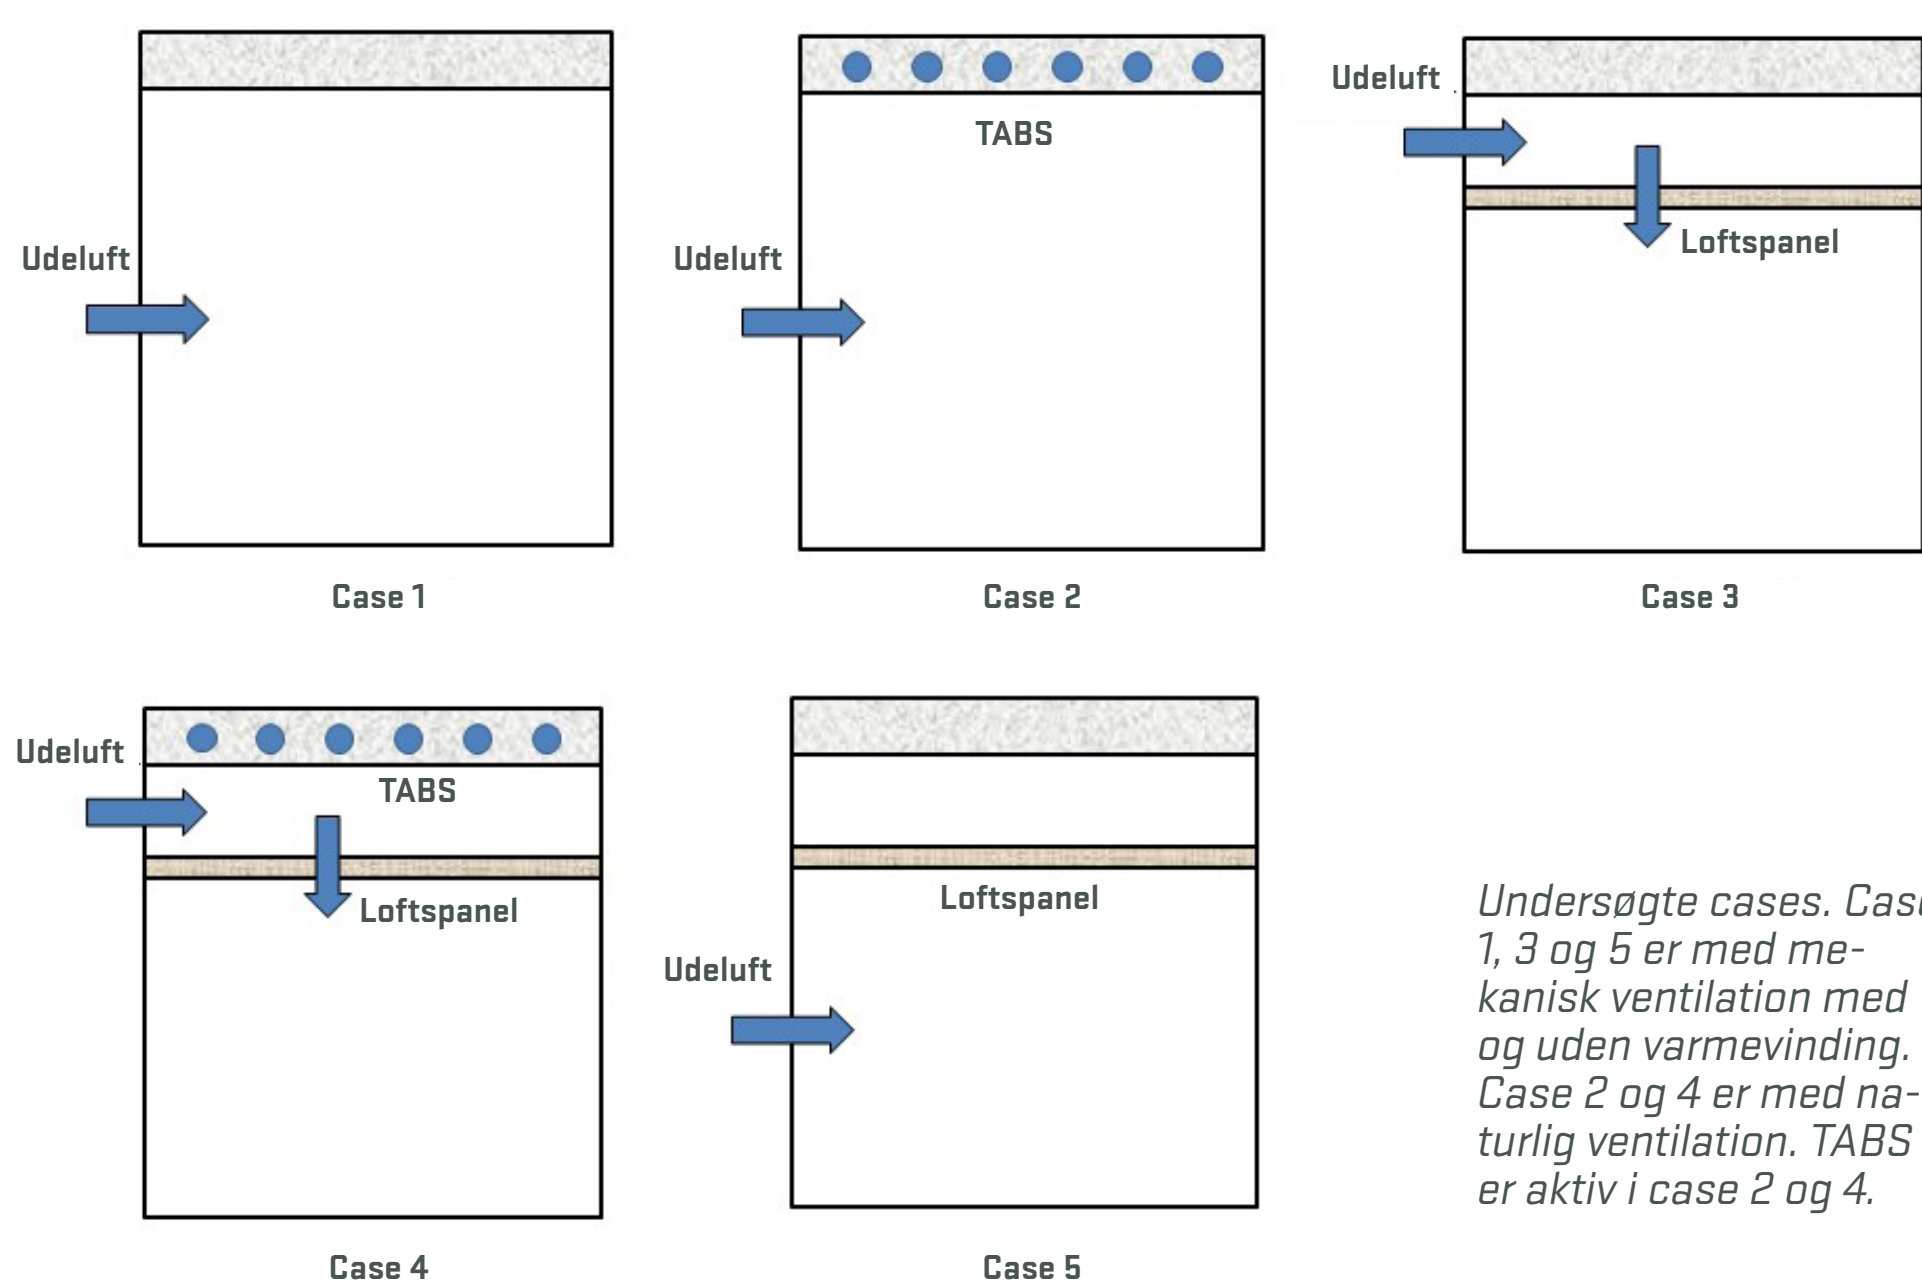 Udeluft
Case 1
TABS
Udeluft
Case 2
Udeluft
Loftspanel
Case 3
Udeluft
TABS
Loftspanel
Case 4
Loftspanel
Udeluft
Case 5
Undersøgte cases. Case
1, 3 og 5 er med me-
kanisk ventilation med
og uden varmevinding.
Case 2 og 4 er med na-
turlig ventilation. TABS
er aktiv i case 2 og 4.